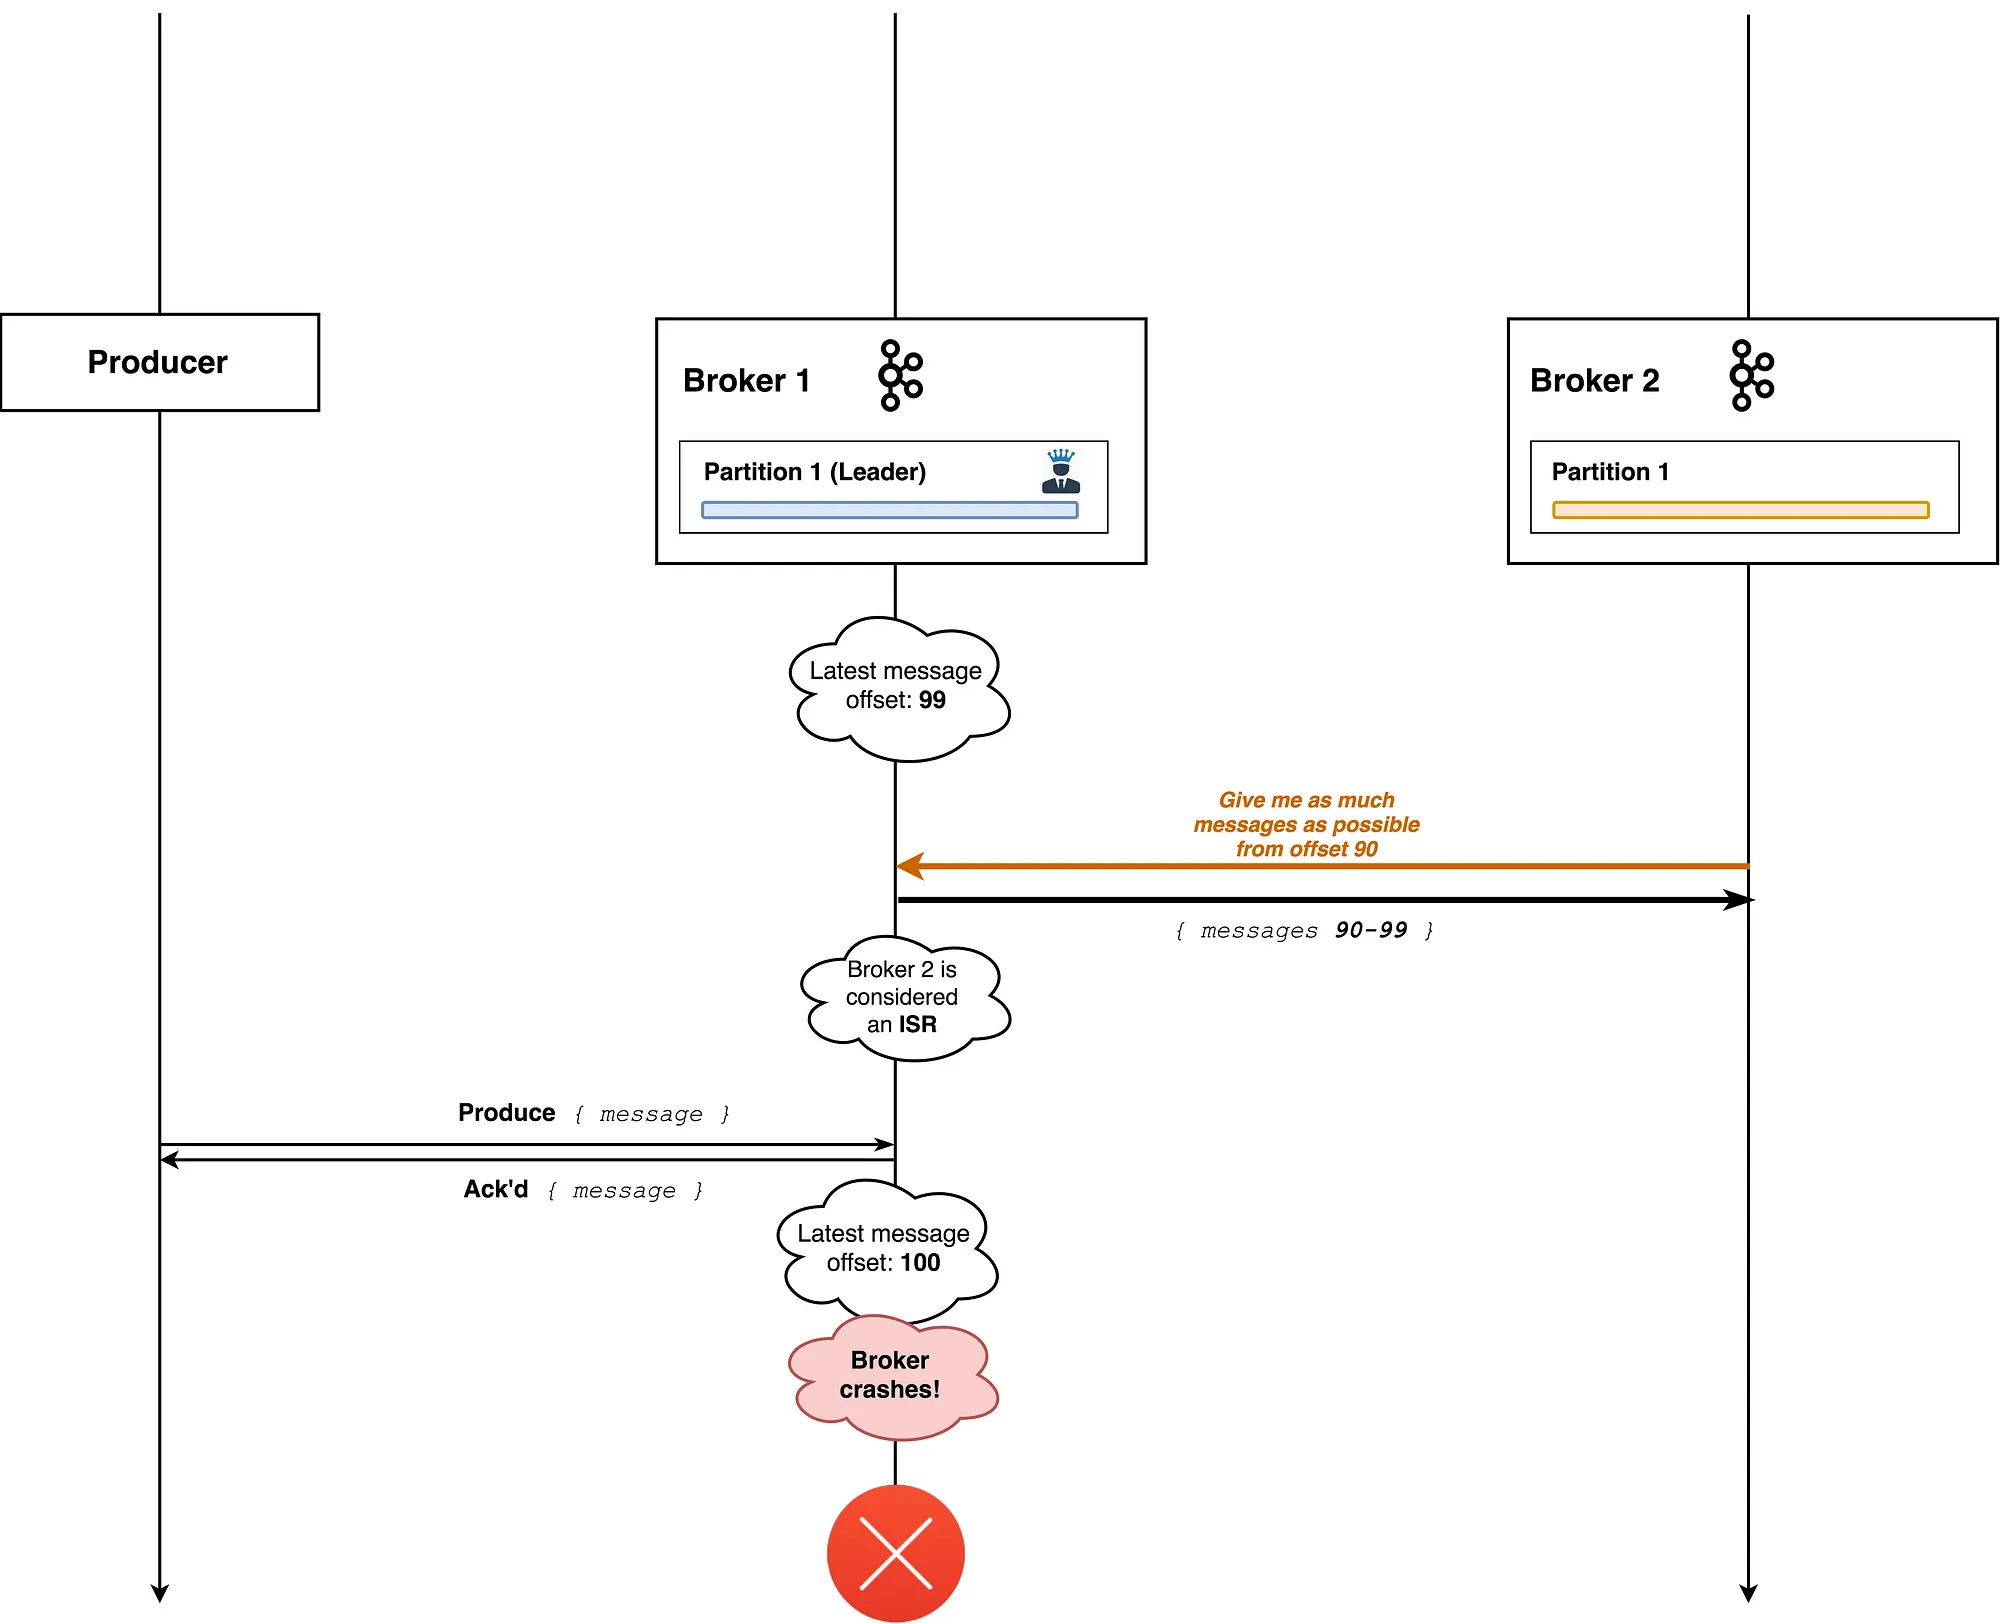 Producer
Broker 1
Broker 2
Partition 1 (Leader)
Partition 1
Latest message
offset: 99
Give me as much
messages as possible
from offset 90
{ messages 90-99 }
Broker 2 is
considered
an ISR
Produce { message }
Ack'd { message }
Latest message
offset: 100
Broker
crashes!